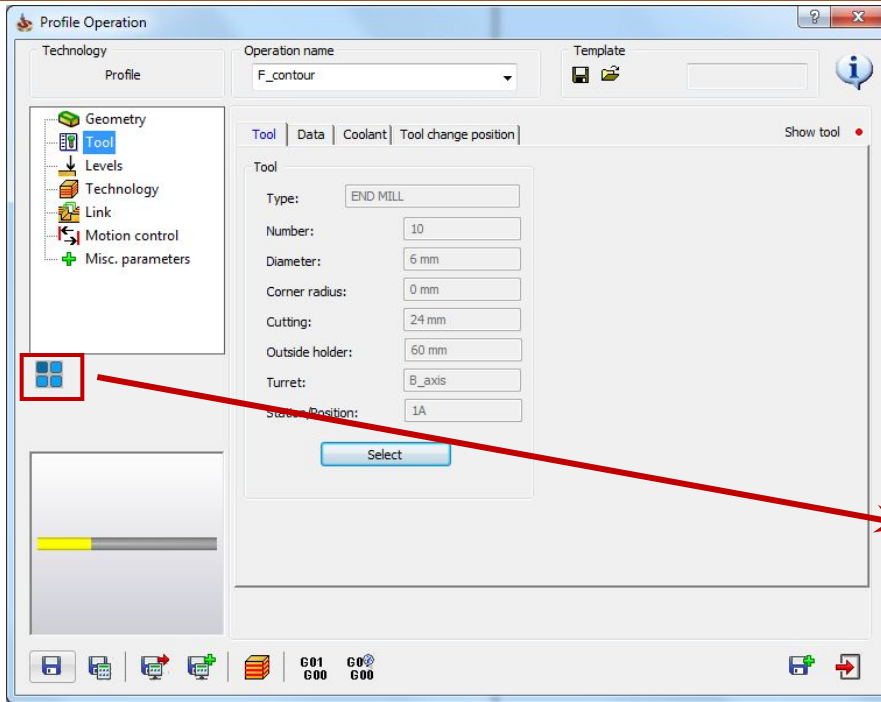 Profile Operation
Technology
Profile
Operation name
F_contour
Template
Geometry
Tool
Levels
Technology
Link
Motion control
Misc. parameters
Tool Data Coolant Tool change position
Show tool
Tool
Type: END MILL
Number: 10
Diameter: 6 mm
Corner radius: 0 mm
Cutting: 24 mm
Outside holder: 60 mm
Turret: B_axis
Station/Position: 1A
Select
G01 G0
G00 G00